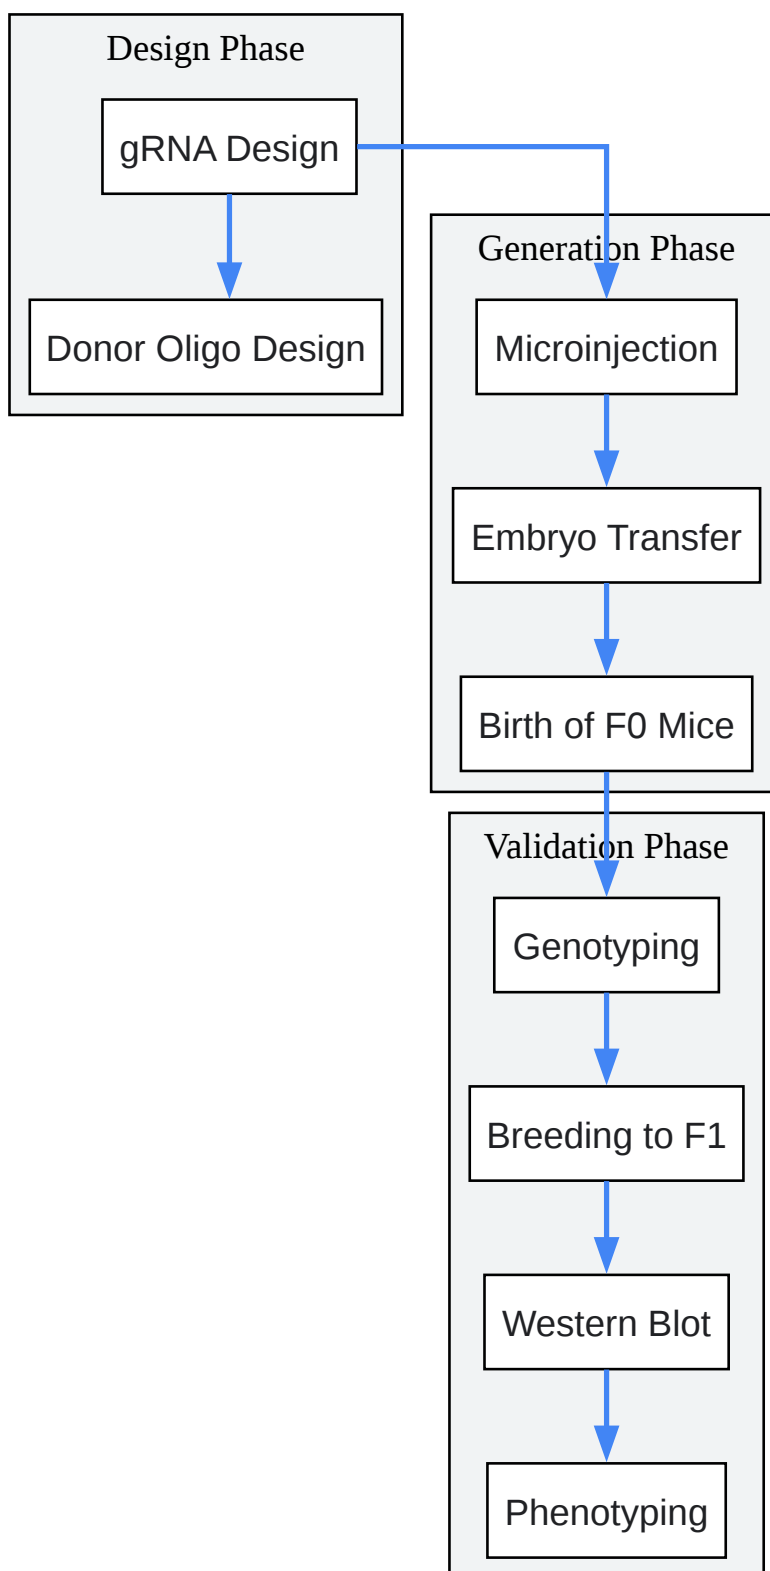 Design Phase
gRNA Design
Donor Oligo Design
Generation Phase
Microinjection
Embryo Transfer
Birth of F0 Mice
Validation Phase
Genotyping
Breeding to F1
Western Blot
Phenotyping